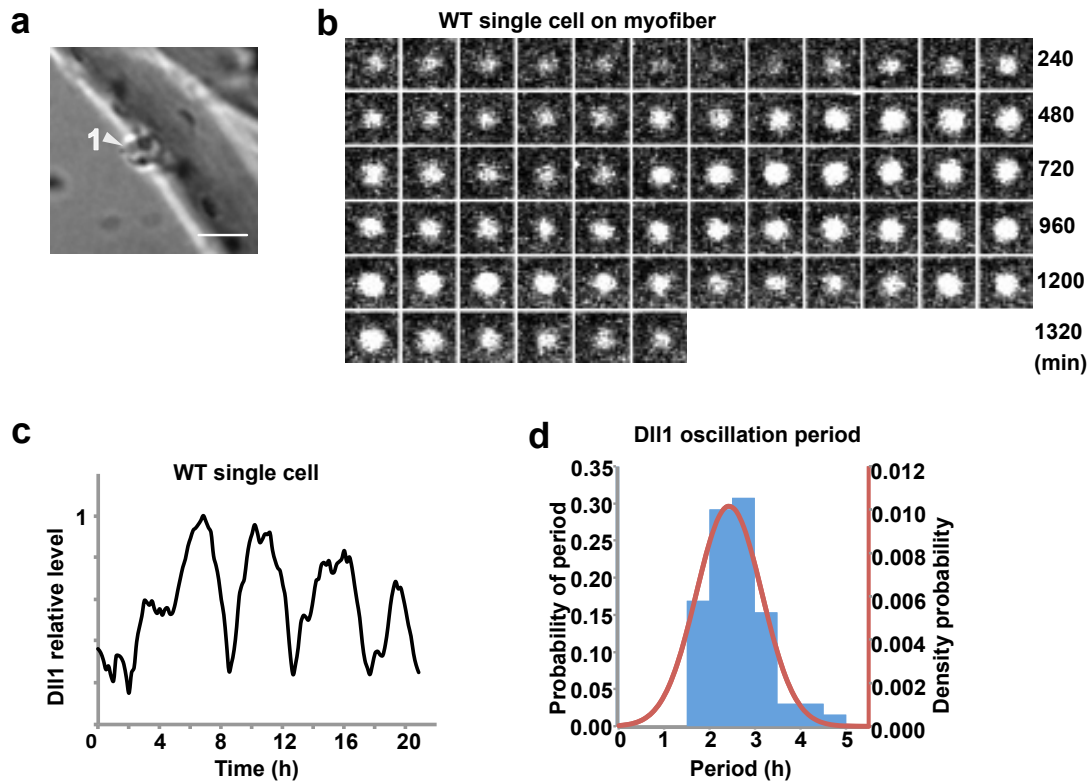 a
1
b
WT single cell on myofiber
240
480
720
960
1200
1320
(min)
c
WT single cell
Dll1 relative level
1
0 4 8 12 16 20
Time (h)
d
Dll1 oscillation period
Probability of period
0.35
0.30
0.25
0.20
0.15
0.10
0.05
0.00
0.012
0.010
0.008
0.006
0.004
0.002
0.000
Density probability
0 1 2 3 4 5
Period (h)